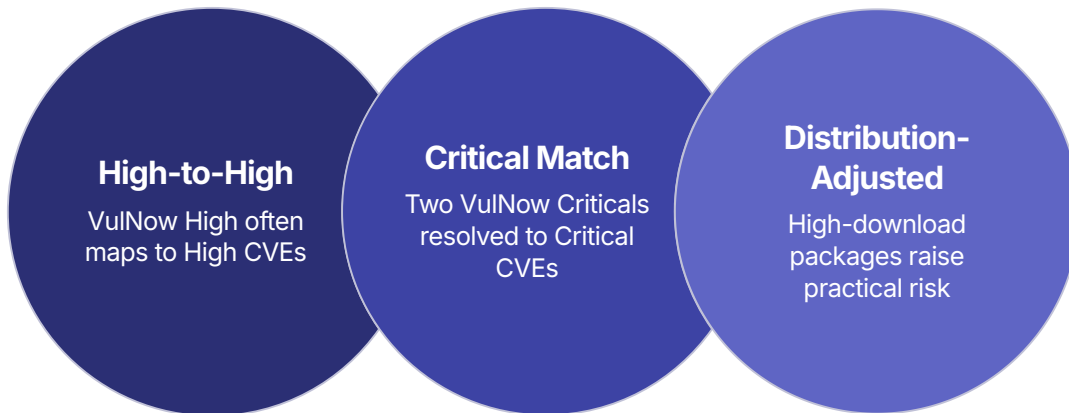 High-to-High
VulNow High often
maps to High CVEs
Critical Match
Two VulNow Criticals
resolved to Critical
CVEs
Distribution-
Adjusted
High-download
packages raise
practical risk